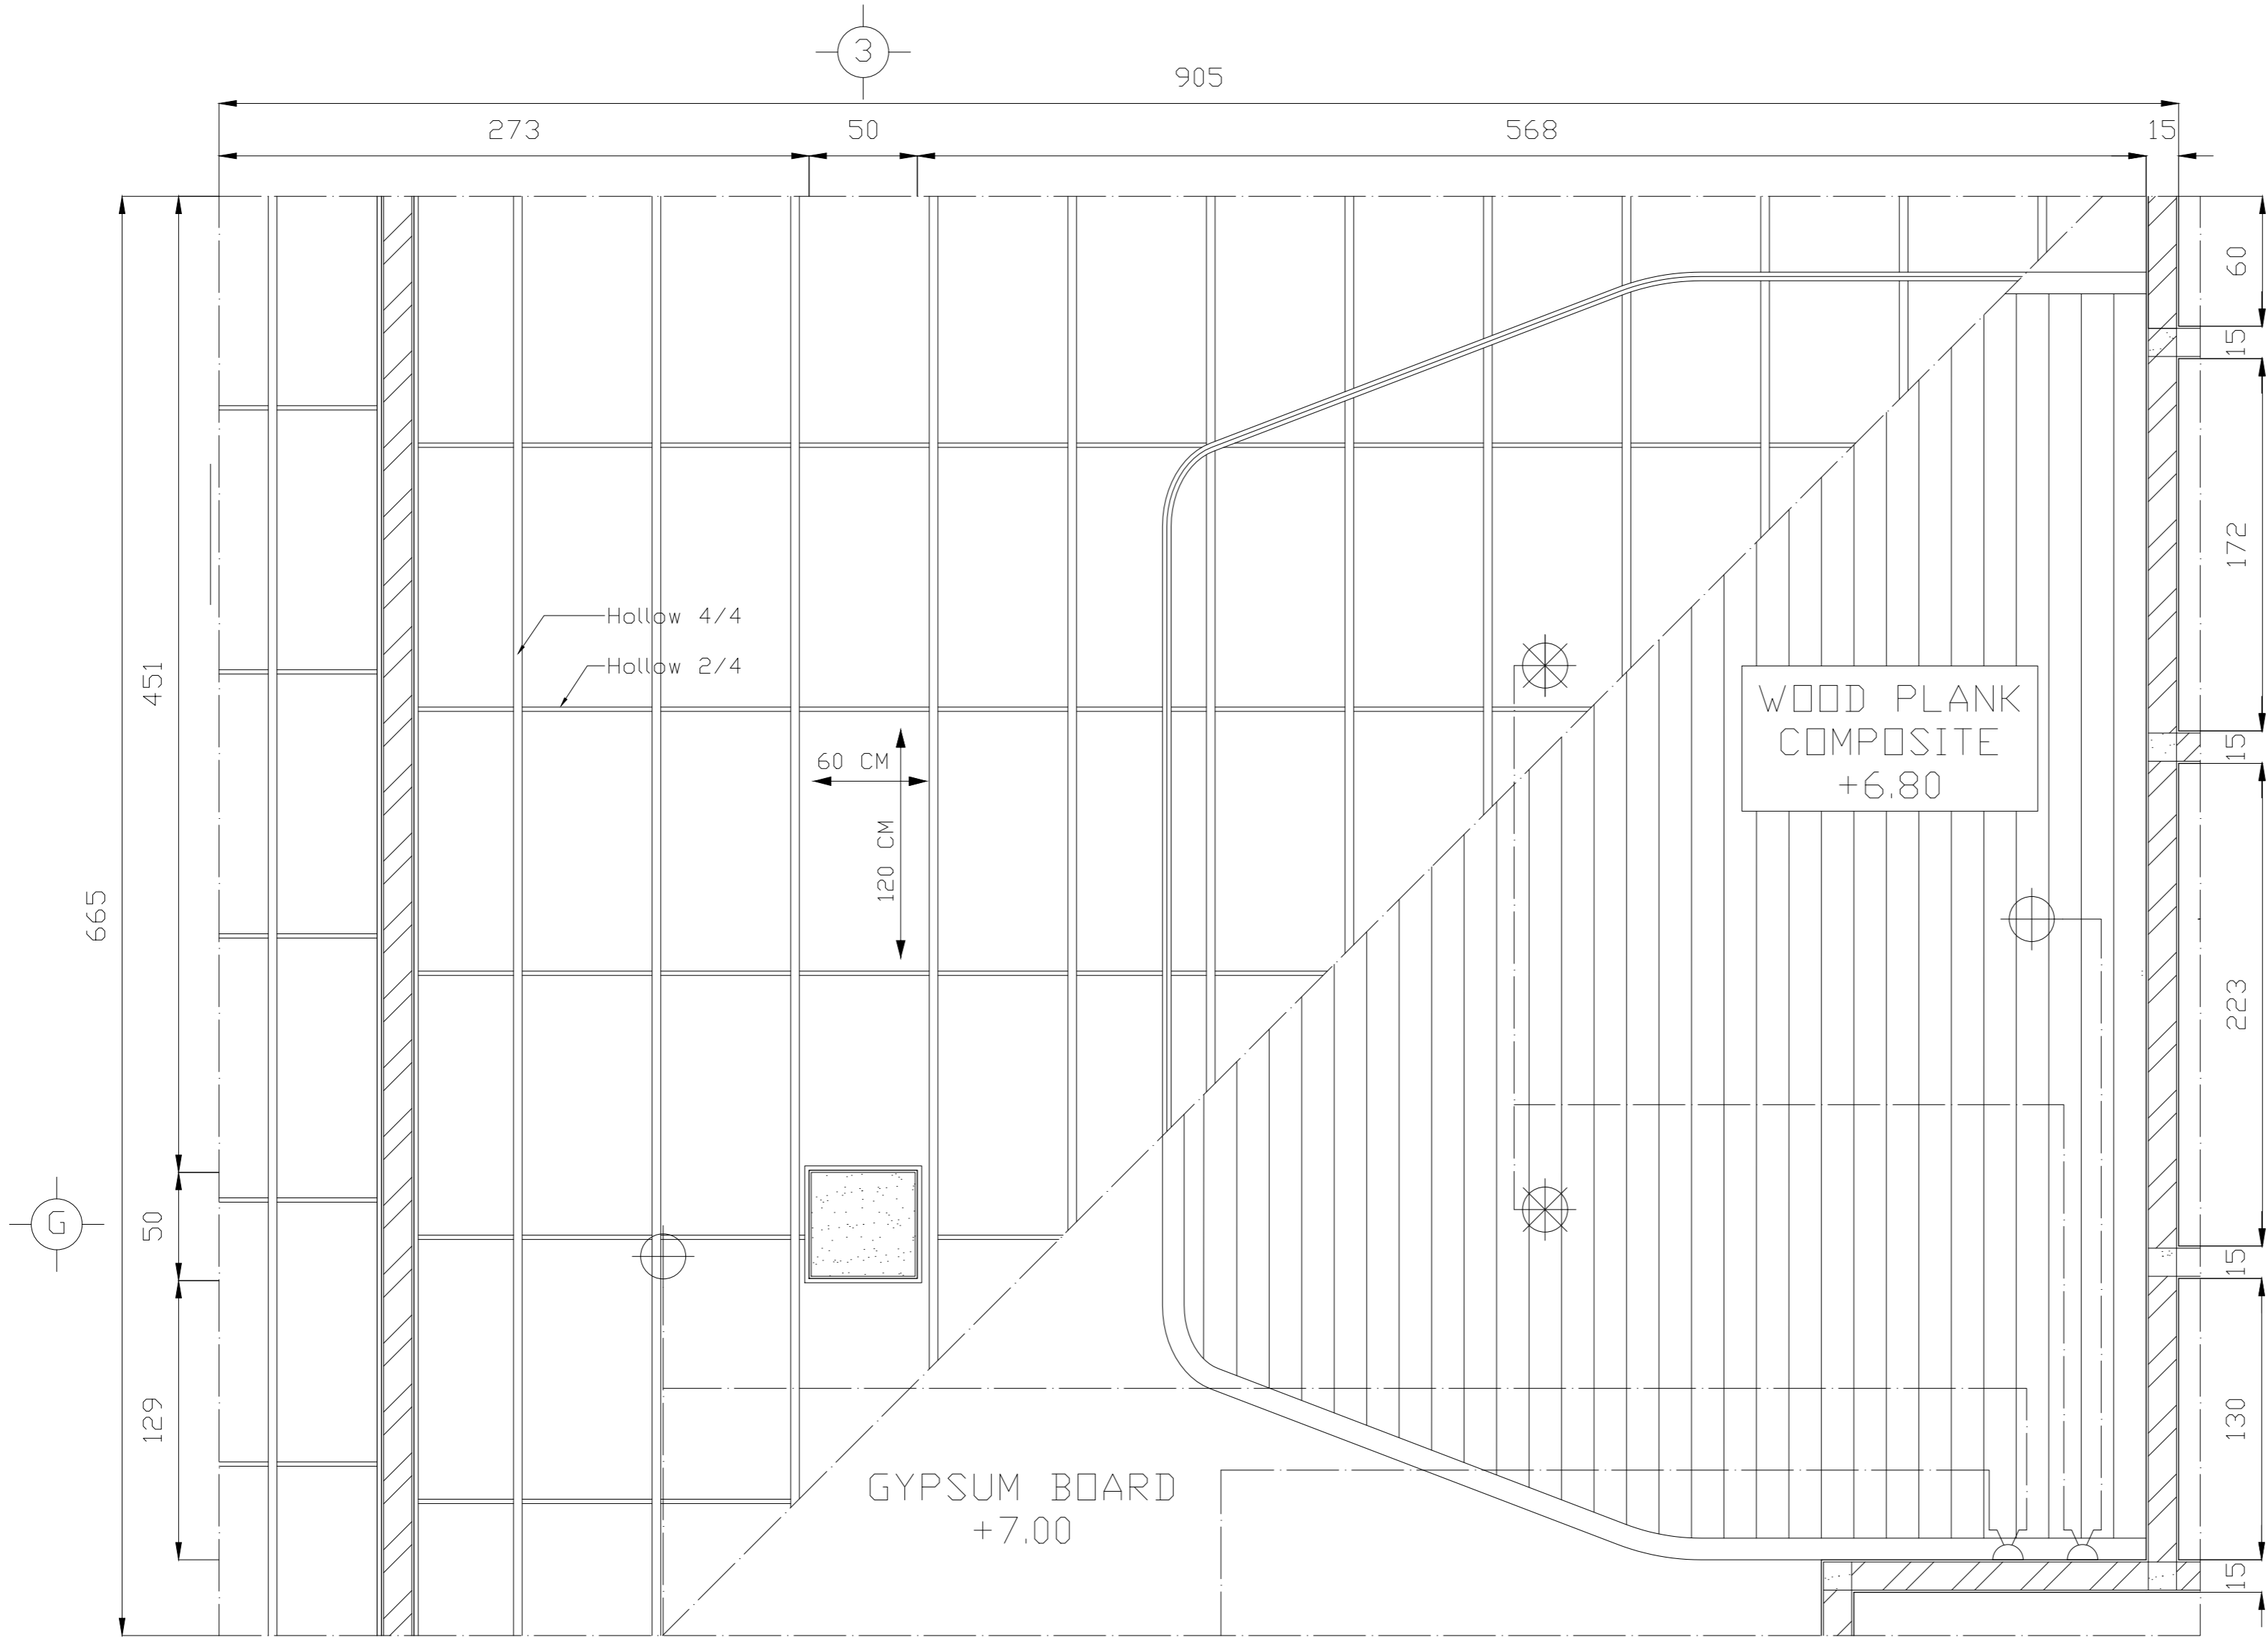 3
905
273
50
568
15
60
15
172
15
223
15
130
15
451
665
50
129
G
Hollow 4/4
Hollow 2/4
60 CM
120 CM
WOOD PLANK
COMPOSITE
+6.80
GYPSUM BOARD
+7.00